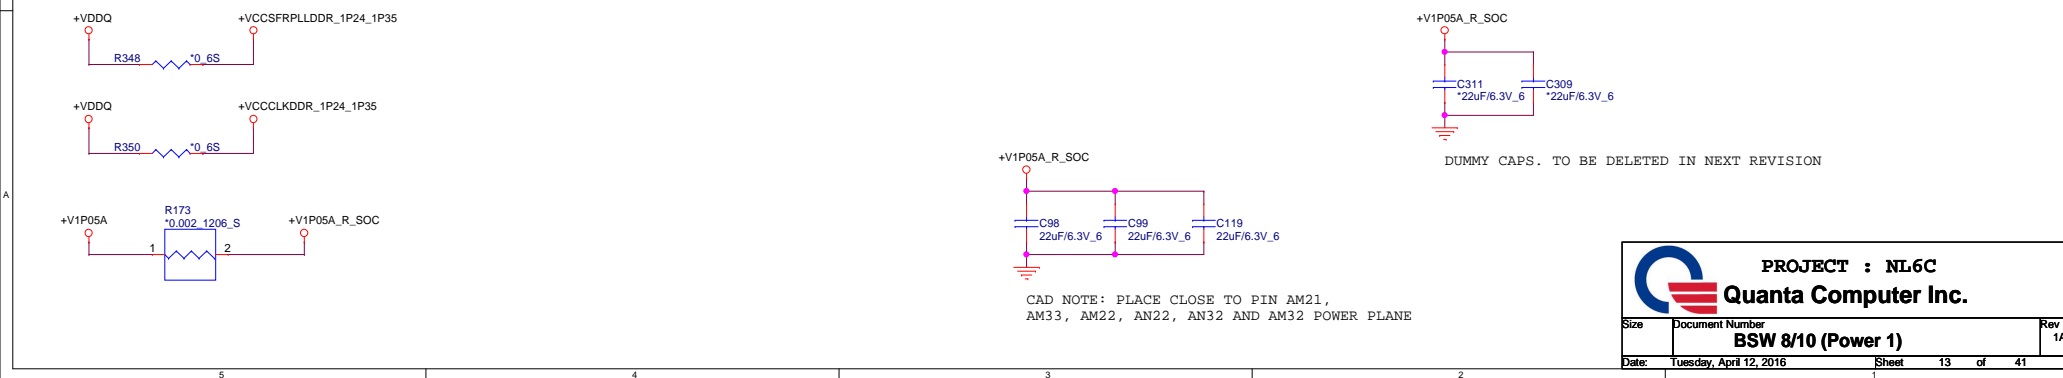 +VDDQ
+VCCSFRPLLDDR_1P24_1P35
R348
*0_6S
+VDDQ
+VCCCLKDDR_1P24_1P35
R350
*0_6S
+V1P05A
R173
*0.002_1206_S
+V1P05A_R_SOC
1
2
+V1P05A_R_SOC
C311
*22uF/6.3V_6
C309
*22uF/6.3V_6
DUMMY CAPS. TO BE DELETED IN NEXT REVISION
+V1P05A_R_SOC
C98
22uF/6.3V_6
C99
22uF/6.3V_6
C119
22uF/6.3V_6
CAD NOTE: PLACE CLOSE TO PIN AM21,
AM33, AM22, AN22, AN32 AND AM32 POWER PLANE
A
PROJECT : NL6C
Quanta Computer Inc.
Size
Document Number
Rev
BSW 8/10 (Power 1)
1A
Date: Tuesday, April 12, 2016 Sheet 13 of 41
5
4
3
2
1